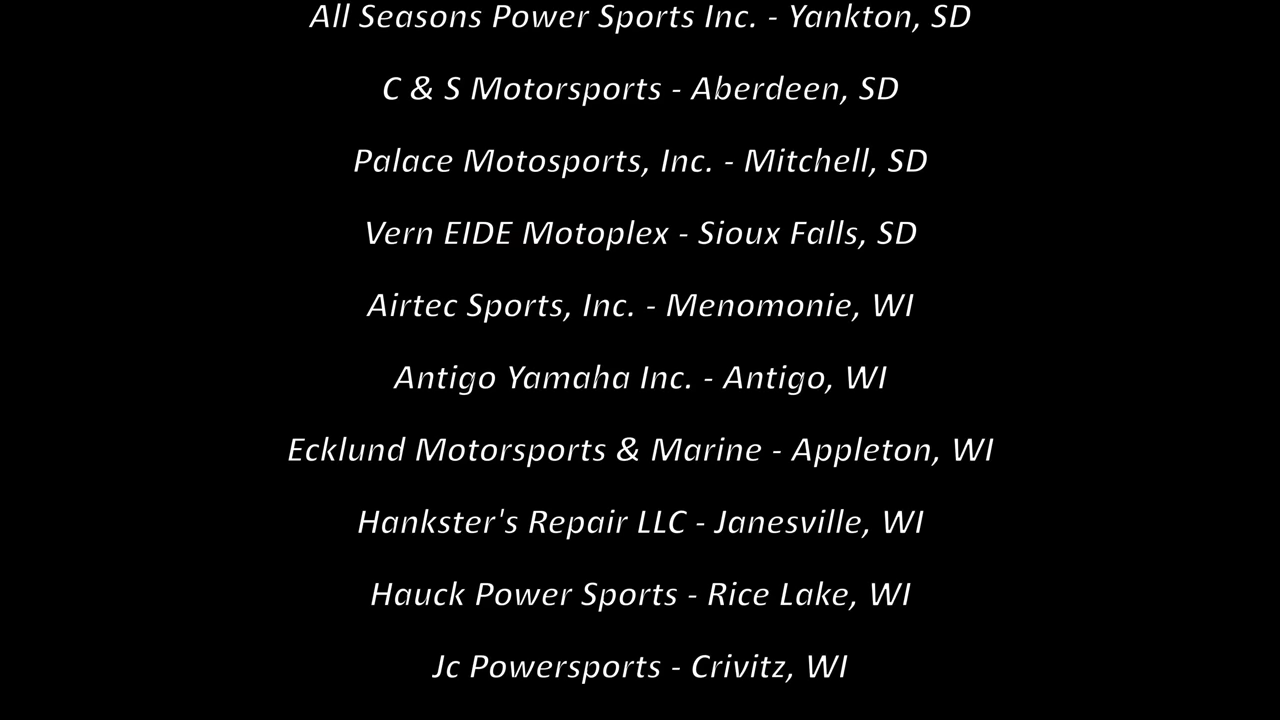 All Seasons Power Sports Inc. - Yankton, SD
C & S Motorsports - Aberdeen, SD
Palace Motosports, Inc. - Mitchell, SD
Vern EIDE Motoplex - Sioux Falls, SD
Airtec Sports, Inc. - Menomonie, WI
Antigo Yamaha Inc. - Antigo, WI
Ecklund Motorsports & Marine - Appleton, WI
Hankster's Repair LLC - Janesville, WI
Hauck Power Sports - Rice Lake, WI
Jc Powersports - Crivitz, WI